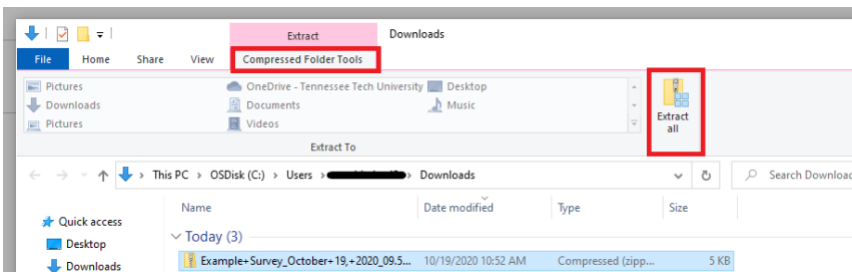 Extract Downloads
File Home Share View Compressed Folder Tools
Pictures OneDrive - Tennessee Tech University Desktop
Downloads Documents Music
Pictures Videos
Extract all
Extract To
This PC > OSDisk (C:) > Users > > Downloads Search Downloac
Name Date modified Type Size
Quick access
Today (3)
Desktop
Example+Survey_October+19,+2020_09.5... 10/19/2020 10:52 AM Compressed (zipp... 5 KB
Downloads